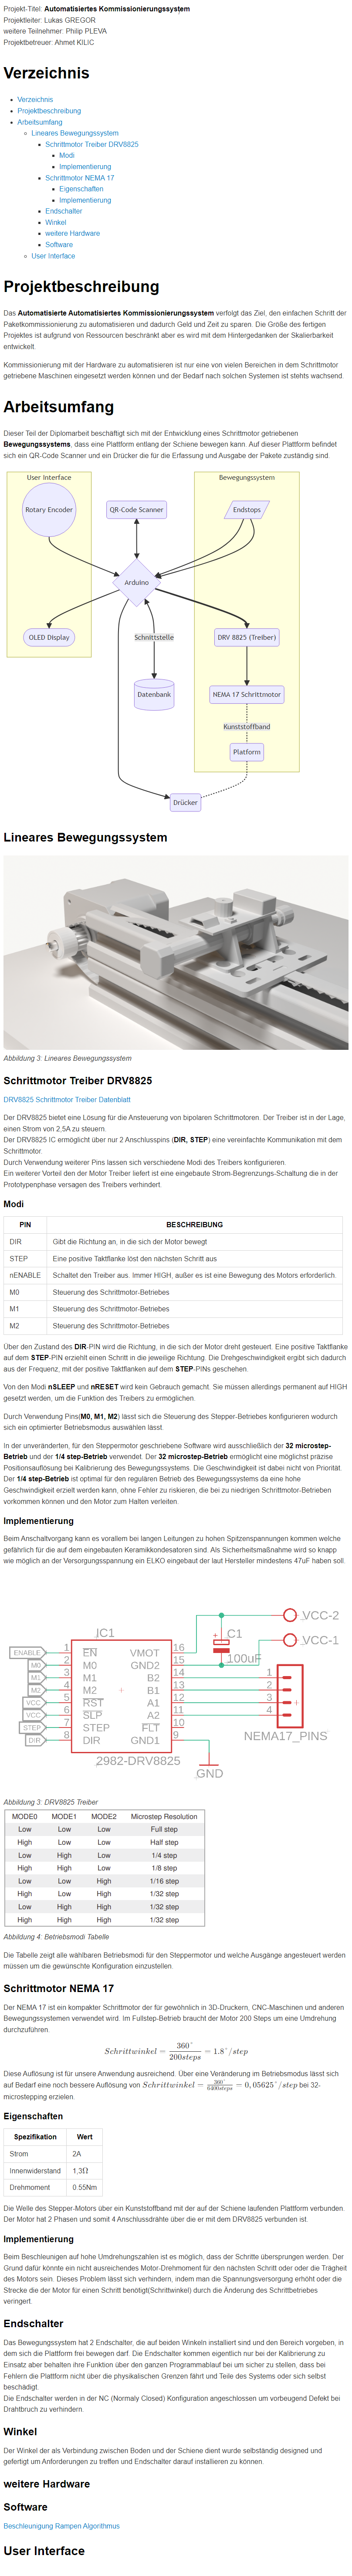 Projekt-Titel: Automatisiertes Kommissionierungssystem
Projektleiter: Lukas GREGOR
weitere Teilnehmer: Philip PLEVA
Projektbetreuer: Ahmet KILIC
Verzeichnis
Verzeichnis
Projektbeschreibung
Arbeitsumfang
Lineares Bewegungssystem
Schrittmotor Treiber DRV8825
Modi
Implementierung
Schrittmotor NEMA 17
Eigenschaften
Implementierung
Endschalter
Winkel
weitere Hardware
Software
User Interface
Projektbeschreibung
Das Automatisierte Automatisiertes Kommissionierungssystem verfolgt das Ziel, den einfachen Schritt der
Paketkommissionierung zu automatisieren und dadurch Geld und Zeit zu sparen. Die Größe des fertigen
Projektes ist aufgrund von Ressourcen beschränkt aber es wird mit dem Hintergedanken der Skalierbarkeit
entwickelt.
Kommissionierung mit der Hardware zu automatisieren ist nur eine von vielen Bereichen in dem Schrittmotor
getriebene Maschinen eingesetzt werden können und der Bedarf nach solchen Systemen ist stehts wachsend.
Arbeitsumfang
Dieser Teil der Diplomarbeit beschäftigt sich mit der Entwicklung eines Schrittmotor getriebenen
Bewegungssystems, dass eine Plattform entlang der Schiene bewegen kann. Auf dieser Plattform befindet
sich ein QR-Code Scanner und ein Drücker die für die Erfassung und Ausgabe der Pakete zuständig sind.
User Interface
Bewegungssystem
Rotary Encoder
QR-Code Scanner
Endstops
Arduino
OLED Display
Schnittstelle
DRV 8825 (Treiber)
Datenbank
NEMA 17 Schrittmotor
Kunststoffband
Platform
Drücker
Lineares Bewegungssystem
Abbildung 3: Lineares Bewegungssystem
Schrittmotor Treiber DRV8825
DRV8825 Schrittmotor Treiber Datenblatt
Der DRV8825 bietet eine Lösung für die Ansteuerung von bipolaren Schrittmotoren. Der Treiber ist in der Lage,
einen Strom von 2,5A zu steuern.
Der DRV8825 IC ermöglicht über nur 2 Anschlusspins (DIR, STEP) eine vereinfachte Kommunikation mit dem
Schrittmotor.
Durch Verwendung weiterer Pins lassen sich verschiedene Modi des Treibers konfigurieren.
Ein weiterer Vorteil den der Motor Treiber liefert ist eine eingebaute Strom-Begrenzungs-Schaltung die in der
Prototypenphase versagen des Treibers verhindert.
Modi
PIN BESCHREIBUNG
DIR Gibt die Richtung an, in die sich der Motor bewegt
STEP Eine positive Taktflanke löst den nächsten Schritt aus
nENABLE Schaltet den Treiber aus. Immer HIGH, außer es ist eine Bewegung des Motors erforderlich.
M0 Steuerung des Schrittmotor-Betriebes
M1 Steuerung des Schrittmotor-Betriebes
M2 Steuerung des Schrittmotor-Betriebes
Über den Zustand des DIR-PIN wird die Richtung, in die sich der Motor dreht gesteuert. Eine positive Taktflanke
auf dem STEP-PIN erzielht einen Schritt in die jeweilige Richtung. Die Drehgeschwindigkeit ergibt sich dadurch
aus der Frequenz, mit der positive Taktflanken auf dem STEP-PINs geschehen.
Von den Modi nSLEEP und nRESET wird kein Gebrauch gemacht. Sie müssen allerdings permanent auf HIGH
gesetzt werden, um die Funktion des Treibers zu ermöglichen.
Durch Verwendung Pins(M0, M1, M2) lässt sich die Steuerung des Stepper-Betriebes konfigurieren wodurch
sich ein optimierter Betriebsmodus auswählen lässt.
In der unveränderten, für den Steppermotor geschriebene Software wird ausschließlich der 32 microstep-
Betrieb und der 1/4 step-Betrieb verwendet. Der 32 microstep-Betrieb ermöglicht eine möglichst präzise
Positionsauflösung bei Kalibrierung des Bewegungssystems. Die Geschwindigkeit ist dabei nicht von Priorität.
Der 1/4 step-Betrieb ist optimal für den regulären Betrieb des Bewegungssystems da eine hohe
Geschwindigkeit erzielt werden kann, ohne Fehler zu riskieren, die bei zu niedrigen Schrittmotor-Betrieben
vorkommen können und den Motor zum Halten verleiten.
Implementierung
Beim Anschaltvorgang kann es vorallem bei langen Leitungen zu hohen Spitzenspannungen kommen welche
gefährlich für die auf dem eingebauten Keramikkondesatoren sind. Als Sicherheitsmaßnahme wird so knapp
wie möglich an der Versorgungsspannung ein ELKO eingebaut der laut Hersteller mindestens 47uF haben soll.
VCC-2
IC1
C1
VCC-1
100uF
ENABLE 1 EN VMOT 16
M0 2 M0 GND2 15
M1 3 M1 B2 14 1
M2 4 M2 B1 13 2
VCC 5 RST A1 12 3
VCC 6 SLP A2 11 4
STEP 7 STEP FLT 10
DIR 8 DIR GND1 9
NEMA17_PINS
2982-DRV8825
GND
Abbildung 3: DRV8825 Treiber
MODE0 MODE1 MODE2 Microstep Resolution
Low Low Low Full step
High Low Low Half step
Low High Low 1/4 step
High High Low 1/8 step
Low Low High 1/16 step
High Low High 1/32 step
Low High High 1/32 step
High High High 1/32 step
Abbildung 4: Betriebsmodi Tabelle
Die Tabelle zeigt alle wählbaren Betriebsmodi für den Steppermotor und welche Ausgänge angesteuert werden
müssen um die gewünschte Konfiguration einzustellen.
Schrittmotor NEMA 17
Der NEMA 17 ist ein kompakter Schrittmotor der für gewöhnlich in 3D-Druckern, CNC-Maschinen und anderen
Bewegungssystemen verwendet wird. Im Fullstep-Betrieb braucht der Motor 200 Steps um eine Umdrehung
durchzuführen.
Schrittwinkel = 360° / 200steps = 1.8°/step
Diese Auflösung ist für unsere Anwendung ausreichend. Über eine Veränderung im Betriebsmodus lässt sich
auf Bedarf eine noch bessere Auflösung von Schrittwinkel = 360° / 6400steps = 0,05625°/step bei 32-
microstepping erzielen.
Eigenschaften
Spezifikation Wert
Strom 2A
Innenwiderstand 1,3Ω
Drehmoment 0.55Nm
Die Welle des Stepper-Motors über ein Kunststoffband mit der auf der Schiene laufenden Plattform verbunden.
Der Motor hat 2 Phasen und somit 4 Anschlussdrähte über die er mit dem DRV8825 verbunden ist.
Implementierung
Beim Beschleunigen auf hohe Umdrehungszahlen ist es möglich, dass der Schritte übersprungen werden. Der
Grund dafür könnte ein nicht ausreichendes Motor-Drehmoment für den nächsten Schritt oder oder die Trägheit
des Motors sein. Dieses Problem lässt sich verhindern, indem man die Spannungsversorgung erhöht oder die
Strecke die der Motor für einen Schritt benötigt(Schrittwinkel) durch die Änderung des Schrittbetriebes
veringert.
Endschalter
Das Bewegungssystem hat 2 Endschalter, die auf beiden Winkeln installiert sind und den Bereich vorgeben, in
dem sich die Plattform frei bewegen darf. Die Endschalter kommen eigentlich nur bei der Kalibrierung zu
Einsatz aber behalten ihre Funktion über den ganzen Programmablauf bei um sicher zu stellen, dass bei
Fehlern die Plattform nicht über die physikalischen Grenzen fährt und Teile des Systems oder sich selbst
beschädigt.
Die Endschalter werden in der NC (Normaly Closed) Konfiguration angeschlossen um vorbeugend Defekt bei
Drahtbruch zu verhindern.
Winkel
Der Winkel der als Verbindung zwischen Boden und der Schiene dient wurde selbständig designed und
gefertigt um Anforderungen zu treffen und Endschalter darauf installieren zu können.
weitere Hardware
Software
Beschleunigung Rampen Algorithmus
User Interface